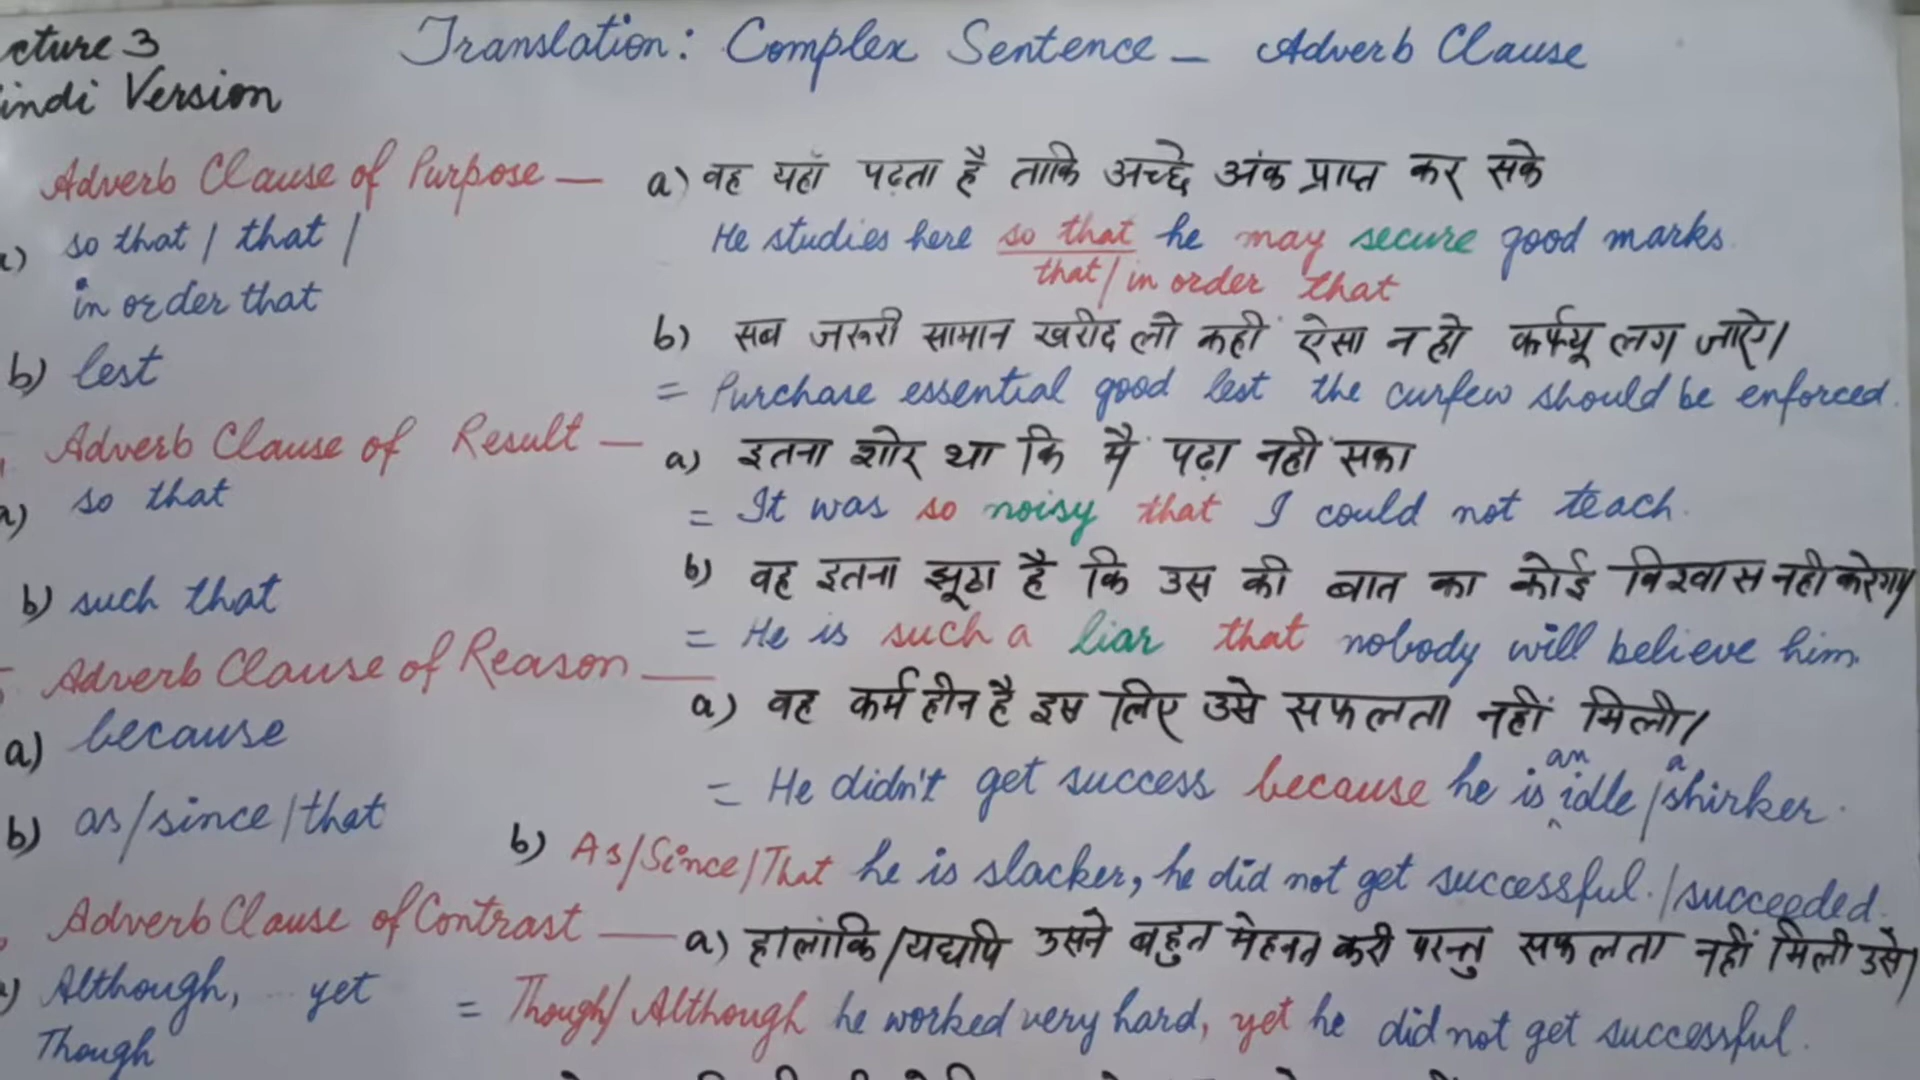 cture 3
Translation: Complex Sentence - Adverb Clause
indi Version
Adverb Clause of Purpose —
a) वह यहाँ पढ़ता है ताकि अच्छे अंक प्राप्त कर सके
so that / that /
in order that
He studies here so that he may secure good marks.
that / in order that
b) lest
b) सब जरूरी सामान खरीद लो कहीं ऐसा न हो कर्फ्यू लग जाऐ।
= Purchase essential good lest the curfew should be enforced.
Adverb Clause of Result —
a) इतना शोर था कि मैं पढ़ा नहीं सका
a) so that
= It was so noisy that I could not teach.
b) such that
b) वह इतना झूठा है कि उस की बात का कोई विश्वास नही करेगा।
= He is such a liar that nobody will believe him.
Adverb Clause of Reason —
a) वह कर्म हीन है इस लिए उसे सफलता नहीं मिली।
a) because
= He didn't get success because he is an idle / a shirker.
b) as/since/that
b) As/Since/That he is slacker, he did not get successful. / succeeded.
Adverb Clause of Contrast —
a) हालांकि/यद्यपि उसने बहुत मेहनत करी परन्तु सफलता नहीं मिली उसे।
Although, yet
Though
= Though/Although he worked very hard, yet he did not get successful.